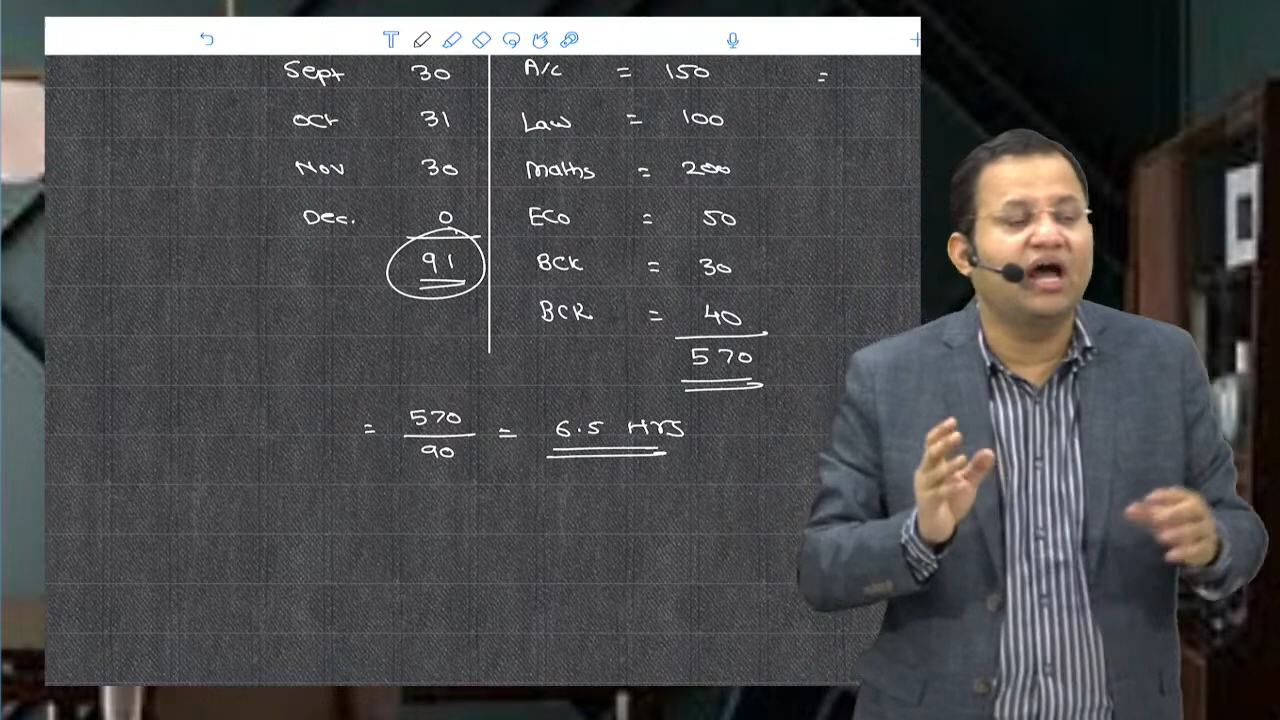 Sept 30
Oct 31
Nov 30
Dec. 0
91
A/c = 150 =
Law = 100
Maths = 200
ECO = 50
BCK = 30
BCR = 40
570
= 570/90 = 6.5 Hrs